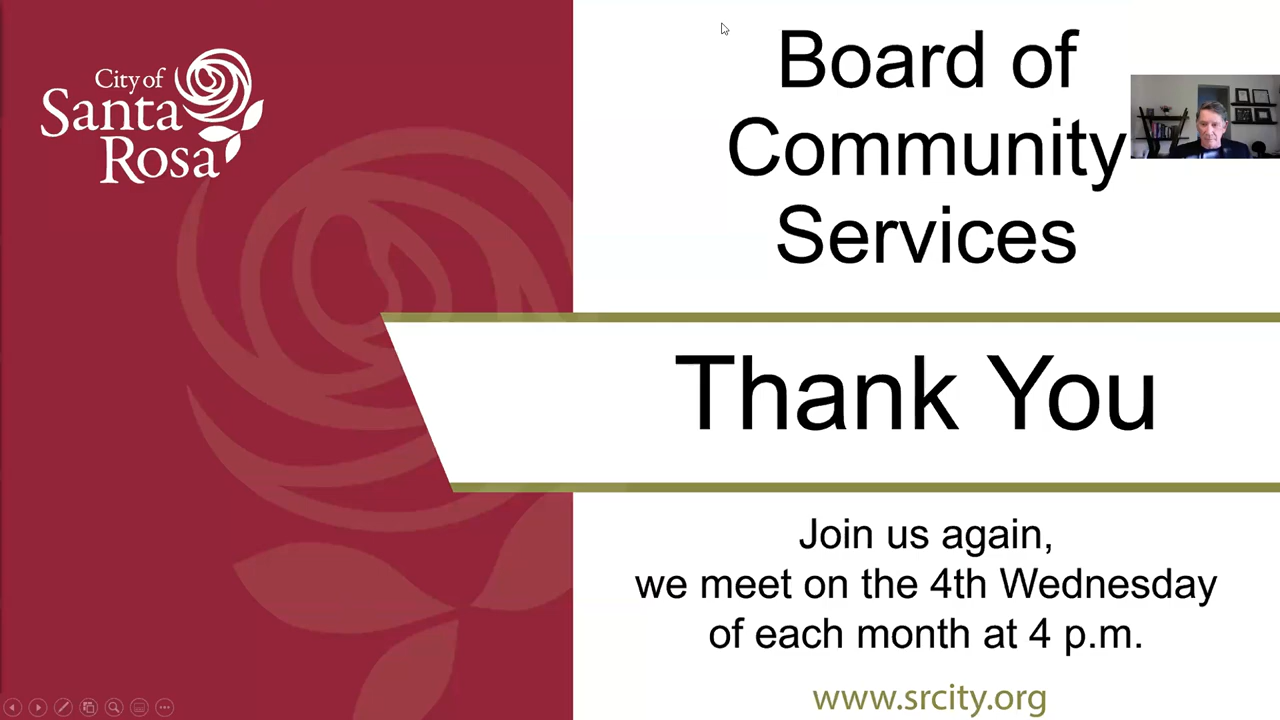 City of
Santa
Rosa
Board of
Community
Services
Thank You
Join us again,
we meet on the 4th Wednesday
of each month at 4 p.m.
www.srcity.org